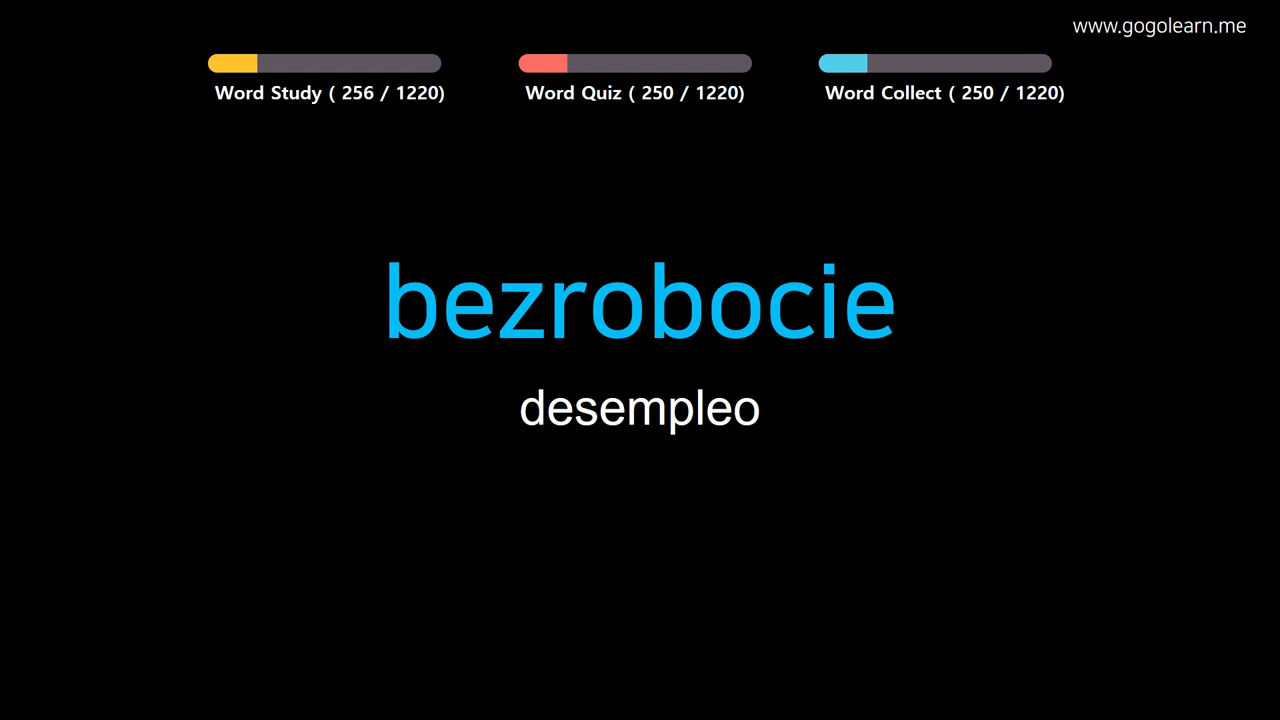 www.gogolearn.me
Word Study ( 256 / 1220)
Word Quiz ( 250 / 1220)
Word Collect ( 250 / 1220)
bezrobocie
desempleo